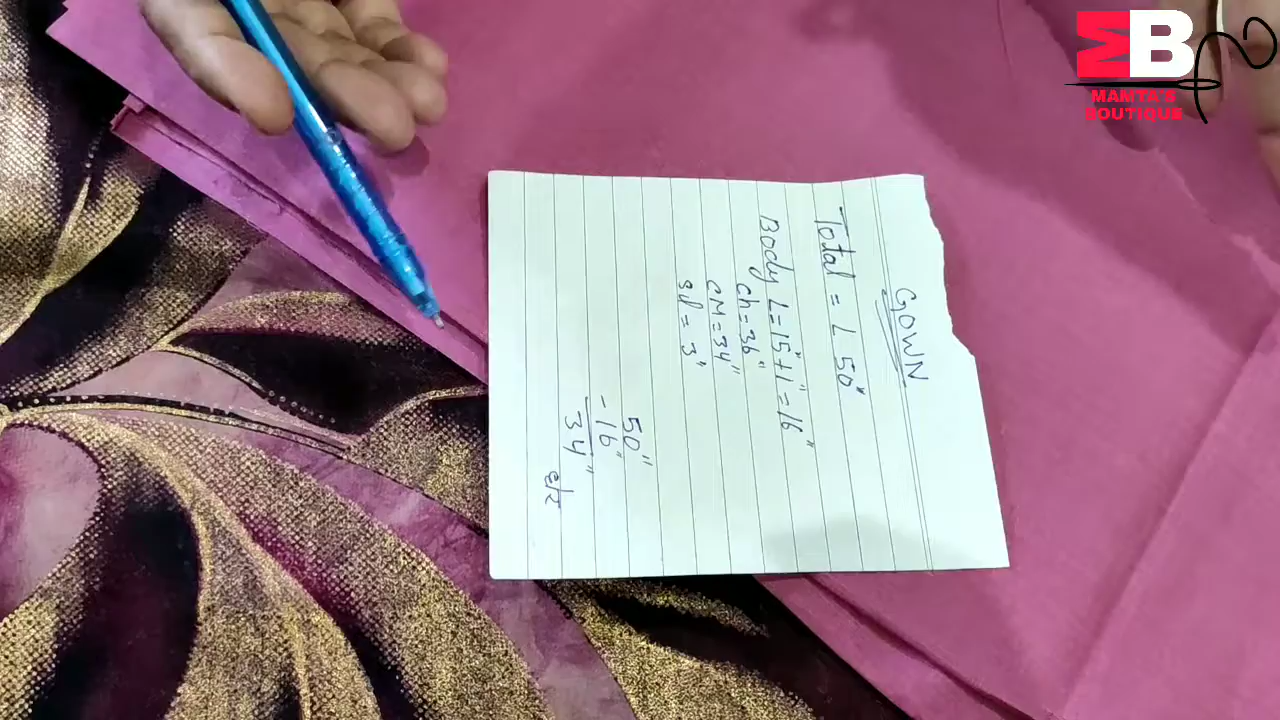 GOWN
Total = L 50"
Body L=15"+1"=16"
ch=36"
CM=34"
sd = 3"
50"
- 16"
34"
MB
MAMTA'S
BOUTIQUE